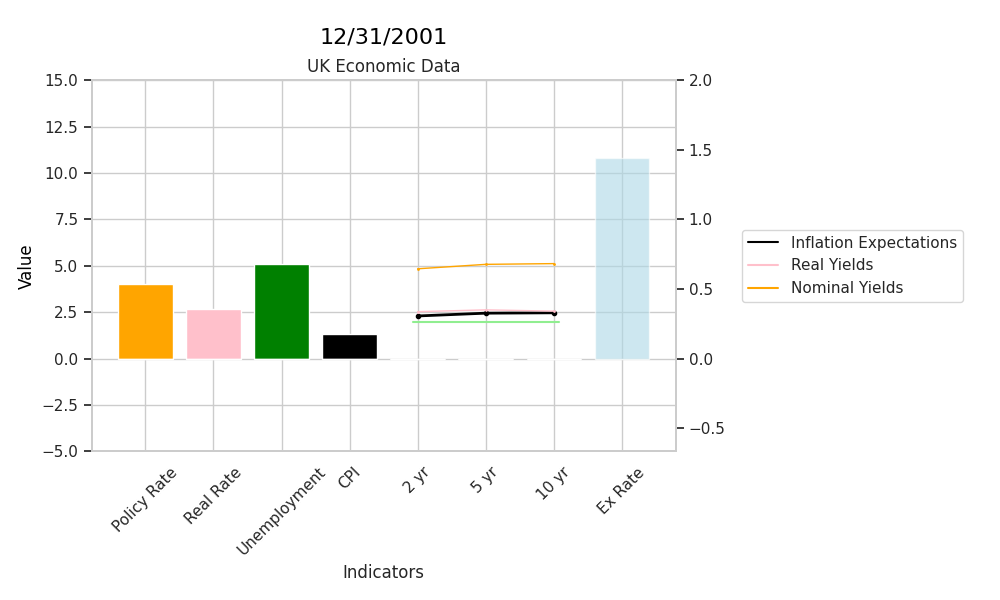 12/31/2001
UK Economic Data
15.0
12.5
10.0
7.5
5.0
2.5
0.0
−2.5
−5.0
Value
2.0
1.5
1.0
0.5
0.0
−0.5
Inflation Expectations
Real Yields
Nominal Yields
Policy Rate
Real Rate
Unemployment
CPI
2 yr
5 yr
10 yr
Ex Rate
Indicators